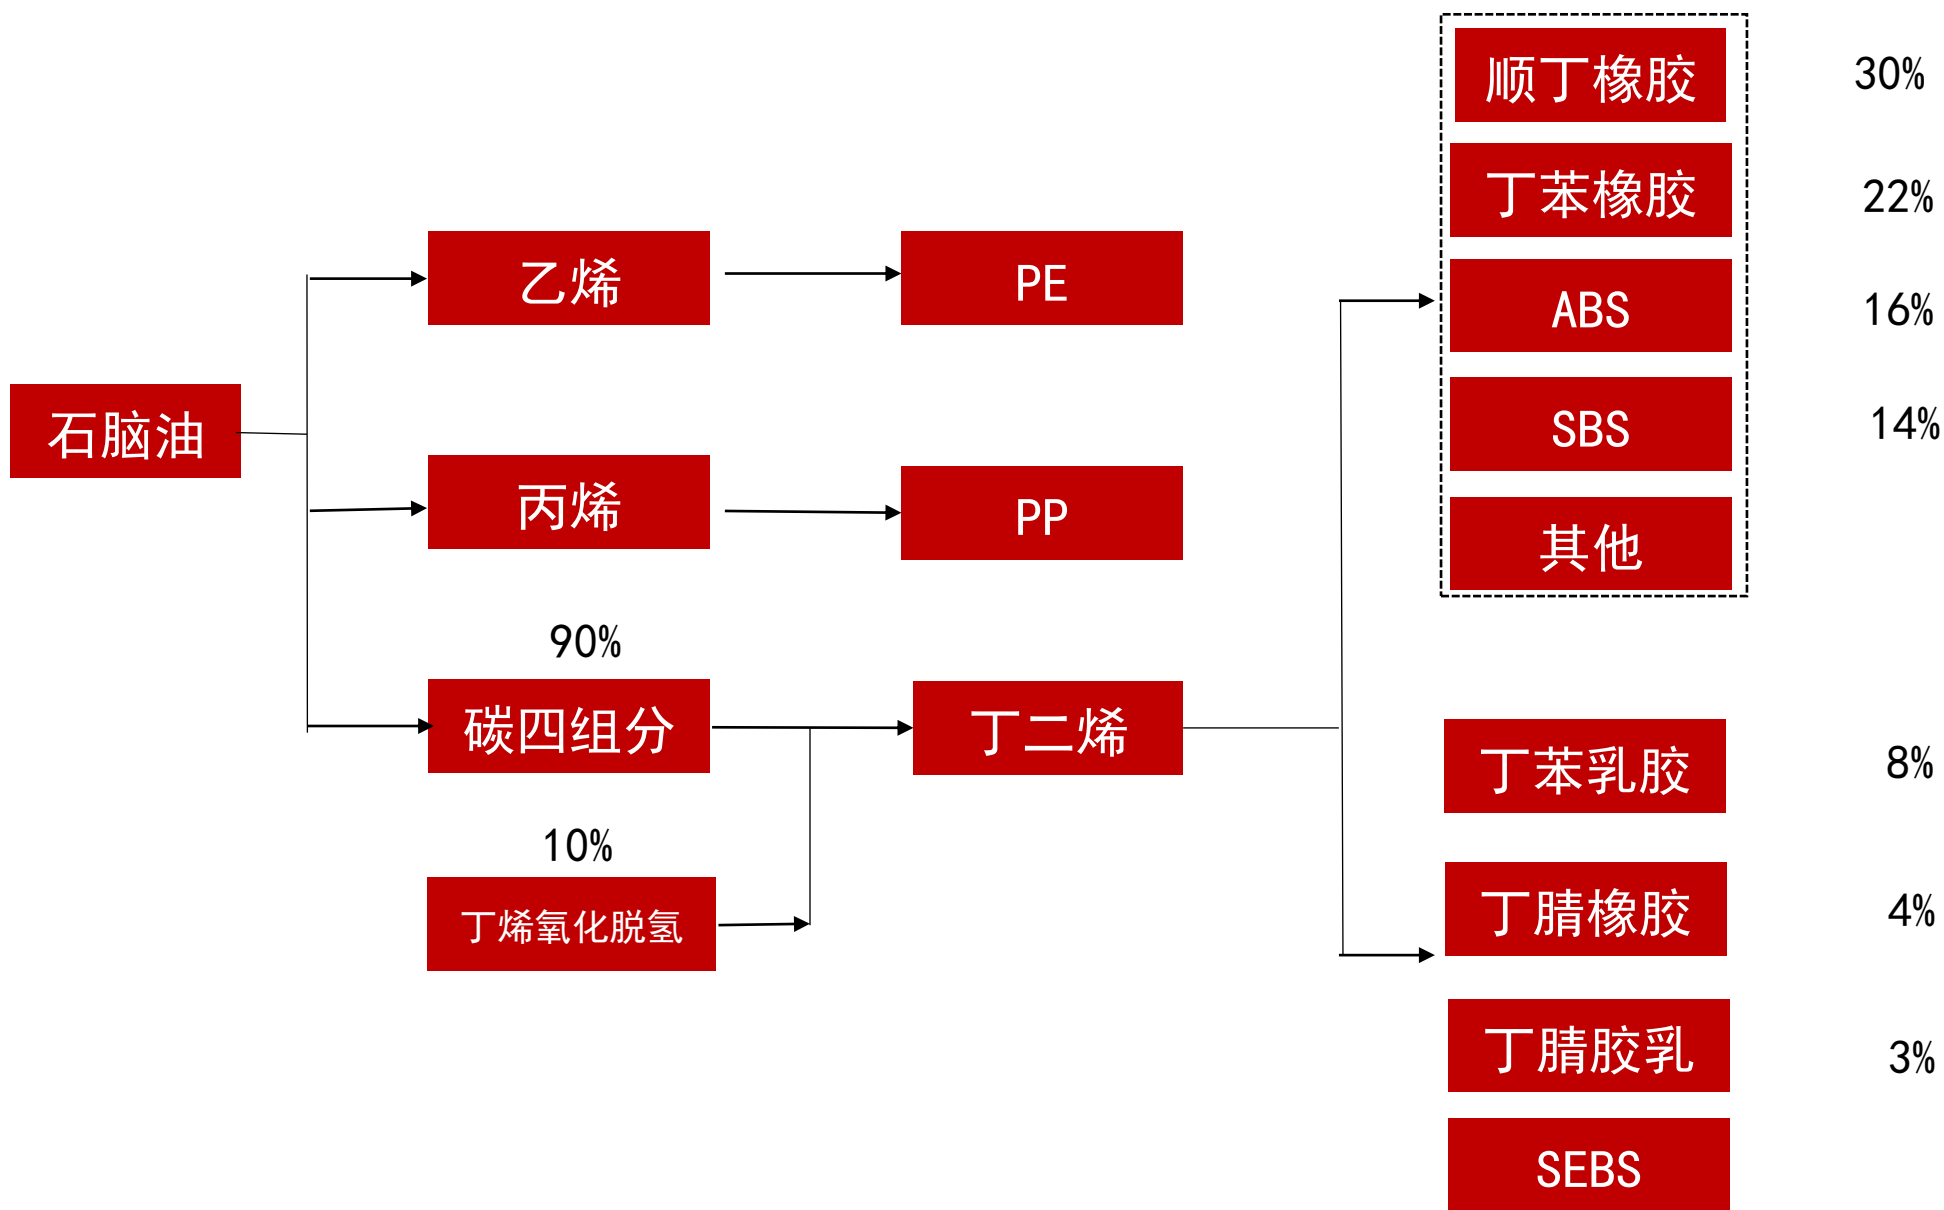 石脑油
乙烯
PE
丙烯
PP
90%
碳四组分
丁二烯
10%
丁烯氧化脱氢
顺丁橡胶
30%
丁苯橡胶
22%
ABS
16%
SBS
14%
其他
丁苯乳胶
8%
丁腈橡胶
4%
丁腈胶乳
3%
SEBS